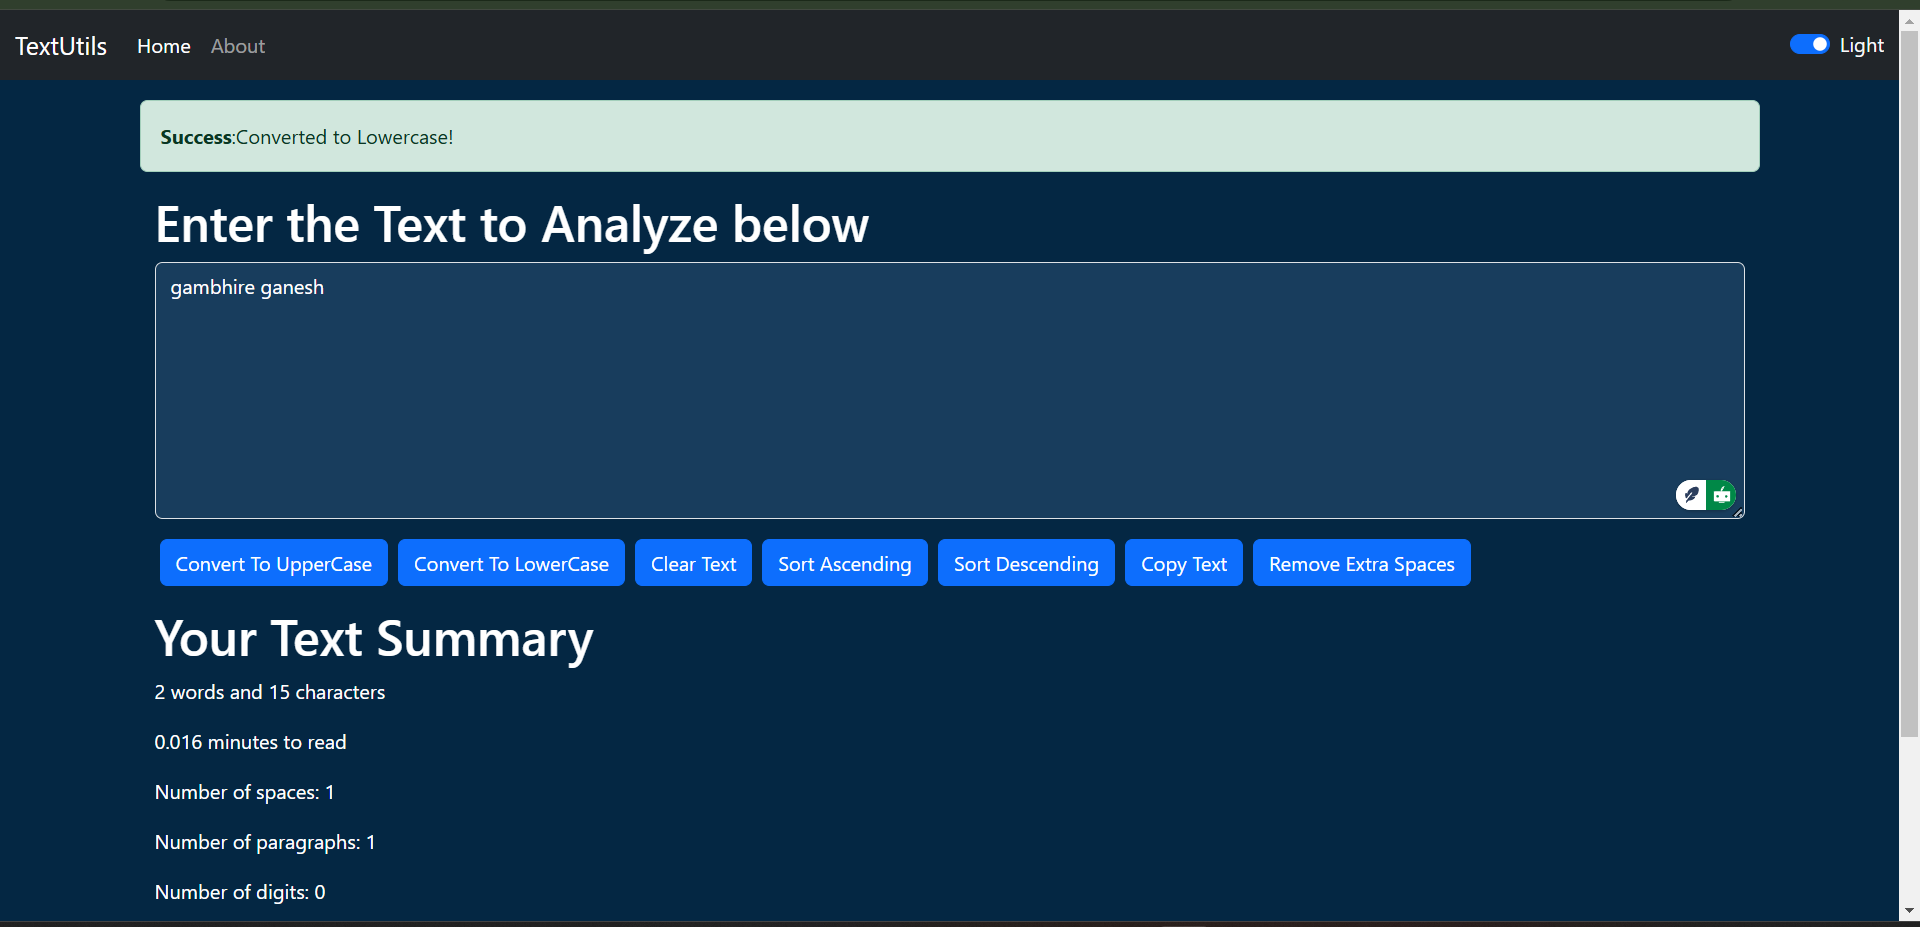 TextUtils Home About Light
Success:Converted to Lowercase!
Enter the Text to Analyze below
gambhire ganesh
Convert To UpperCase Convert To LowerCase Clear Text Sort Ascending Sort Descending Copy Text Remove Extra Spaces
Your Text Summary
2 words and 15 characters
0.016 minutes to read
Number of spaces: 1
Number of paragraphs: 1
Number of digits: 0